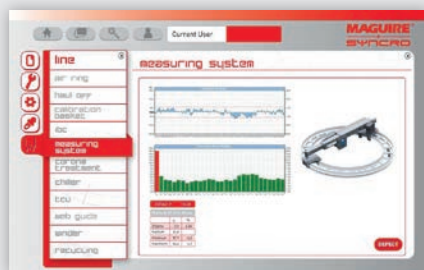 Current User
MAGUIRE
SYNCRO
line
measuring system
air ring
haul off
calibration
basket
ibc
measuring
system
corona
treatment
chiller
tcu
web guide
winder
recycling
EXPECT